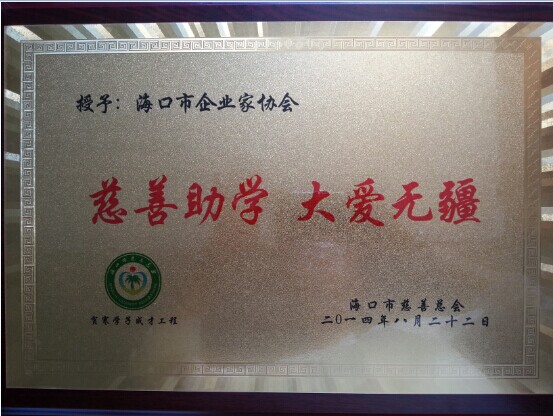 授予：海口市企业家协会
慈善助学 大爱无疆
贫寒学子成才工程
海口市慈善总会
二0一四年八月二十二日